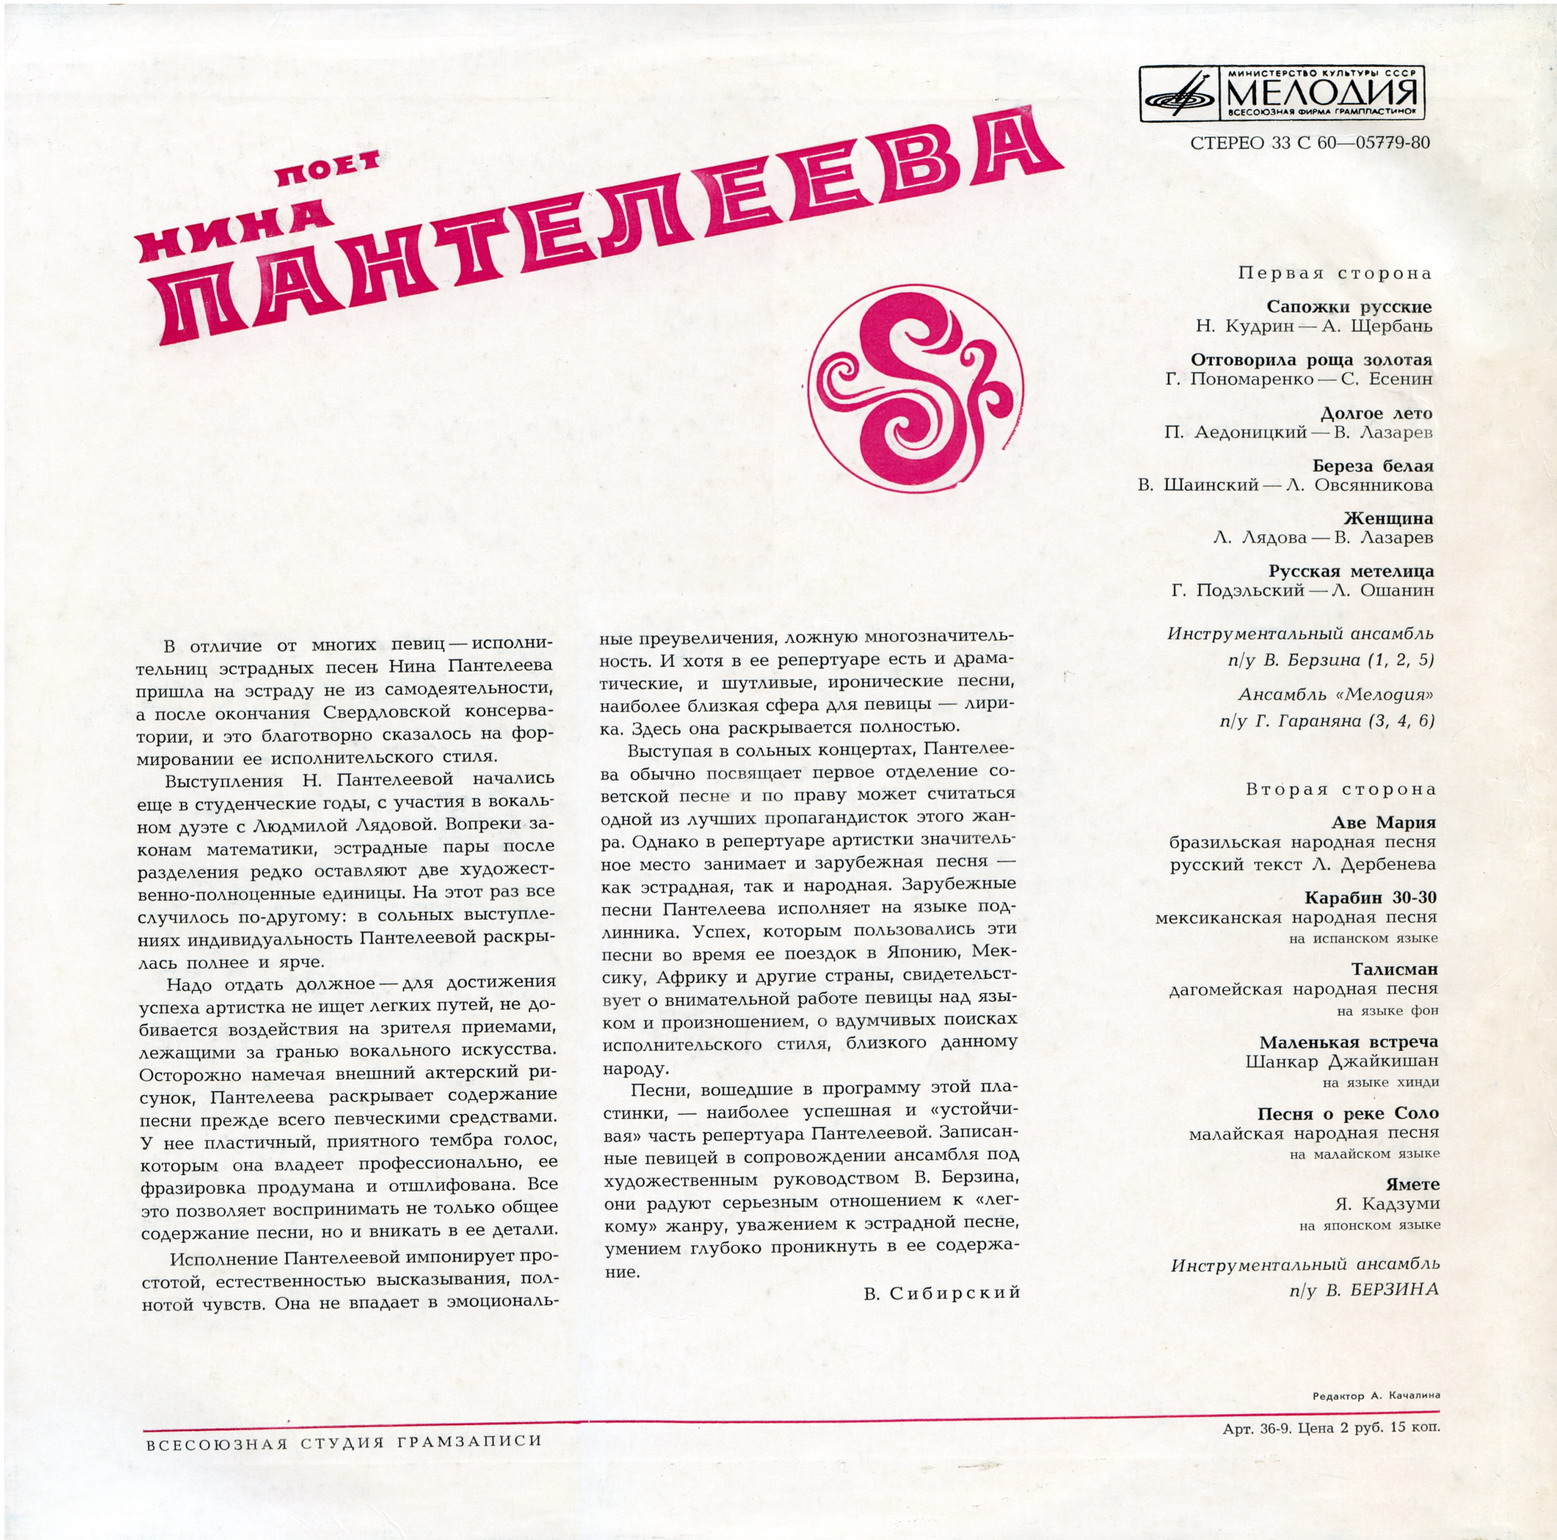 ПОЕТ
НИНА
ПАНТЕЛЕЕВА
МИНИСТЕРСТВО КУЛЬТУРЫ СССР
МЕЛОДИЯ
ВСЕСОЮЗНАЯ ФИРМА ГРАМПЛАСТИНОК
СТЕРЕО 33 С 60—05779-80
В отличие от многих певиц — исполни-
тельниц эстрадных песен Нина Пантелеева
пришла на эстраду не из самодеятельности,
а после окончания Свердловской консерва-
тории, и это благотворно сказалось на фор-
мировании ее исполнительского стиля.
Выступления Н. Пантелеевой начались
еще в студенческие годы, с участия в вокаль-
ном дуэте с Людмилой Лядовой. Вопреки за-
конам математики, эстрадные пары после
разделения редко оставляют две художест-
венно-полноценные единицы. На этот раз все
случилось по-другому: в сольных выступле-
ниях индивидуальность Пантелеевой раскры-
лась полнее и ярче.
Надо отдать должное — для достижения
успеха артистка не ищет легких путей, не до-
бивается воздействия на зрителя приемами,
лежащими за гранью вокального искусства.
Осторожно намечая внешний актерский ри-
сунок, Пантелеева раскрывает содержание
песни прежде всего певческими средствами.
У нее пластичный, приятного тембра голос,
которым она владеет профессионально, ее
фразировка продумана и отшлифована. Все
это позволяет воспринимать не только общее
содержание песни, но и вникать в ее детали.
Исполнение Пантелеевой импонирует про-
стотой, естественностью высказывания, пол-
нотой чувств. Она не впадает в эмоциональ-
ные преувеличения, ложную многозначитель-
ность. И хотя в ее репертуаре есть и драма-
тические, и шутливые, иронические песни,
наиболее близкая сфера для певицы — лири-
ка. Здесь она раскрывается полностью.
Выступая в сольных концертах, Пантелее-
ва обычно посвящает первое отделение со-
ветской песне и по праву может считаться
одной из лучших пропагандисток этого жан-
ра. Однако в репертуаре артистки значитель-
ное место занимает и зарубежная песня —
как эстрадная, так и народная. Зарубежные
песни Пантелеева исполняет на языке под-
линника. Успех, которым пользовались эти
песни во время ее поездок в Японию, Мек-
сику, Африку и другие страны, свидетельст-
вует о внимательной работе певицы над язы-
ком и произношением, о вдумчивых поисках
исполнительского стиля, близкого данному
народу.
Песни, вошедшие в программу этой пла-
стинки, — наиболее успешная и «устойчи-
вая» часть репертуара Пантелеевой. Записан-
ные певицей в сопровождении ансамбля под
художественным руководством В. Берзина,
они радуют серьезным отношением к «лег-
кому» жанру, уважением к эстрадной песне,
умением глубоко проникнуть в ее содержа-
ние.
В. Сибирский
Первая сторона
Сапожки русские
Н. Кудрин — А. Щербань
Отговорила роща золотая
Г. Пономаренко — С. Есенин
Долгое лето
П. Аедоницкий — В. Лазарев
Береза белая
В. Шаинский — Л. Овсянникова
Женщина
Л. Лядова — В. Лазарев
Русская метелица
Г. Подэльский — Л. Ошанин
Инструментальный ансамбль
п/у В. Берзина (1, 2, 5)
Ансамбль «Мелодия»
п/у Г. Гараняна (3, 4, 6)
Вторая сторона
Аве Мария
бразильская народная песня
русский текст Л. Дербенева
Карабин 30-30
мексиканская народная песня
на испанском языке
Талисман
дагомейская народная песня
на языке фон
Маленькая встреча
Шанкар Джайкишан
на языке хинди
Песня о реке Соло
малайская народная песня
на малайском языке
Ямете
Я. Кадзуми
на японском языке
Инструментальный ансамбль
п/у В. БЕРЗИНА
Редактор А. Качалина
ВСЕСОЮЗНАЯ СТУДИЯ ГРАМЗАПИСИ
Арт. 36-9. Цена 2 руб. 15 коп.